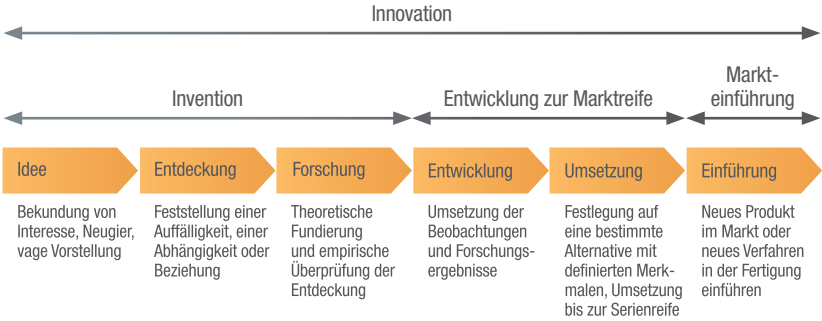 Innovation
Invention
Entwicklung zur Marktreife
Markt-
einführung
Idee
Entdeckung
Forschung
Entwicklung
Umsetzung
Einführung
Bekundung von
Interesse, Neugier,
vage Vorstellung
Feststellung einer
Auffälligkeit, einer
Abhängigkeit oder
Beziehung
Theoretische
Fundierung
und empirische
Überprüfung der
Entdeckung
Umsetzung der
Beobachtungen
und Forschungs-
ergebnisse
Festlegung auf
eine bestimmte
Alternative mit
definierten Merk-
malen, Umsetzung
bis zur Serienreife
Neues Produkt
im Markt oder
neues Verfahren
in der Fertigung
einführen